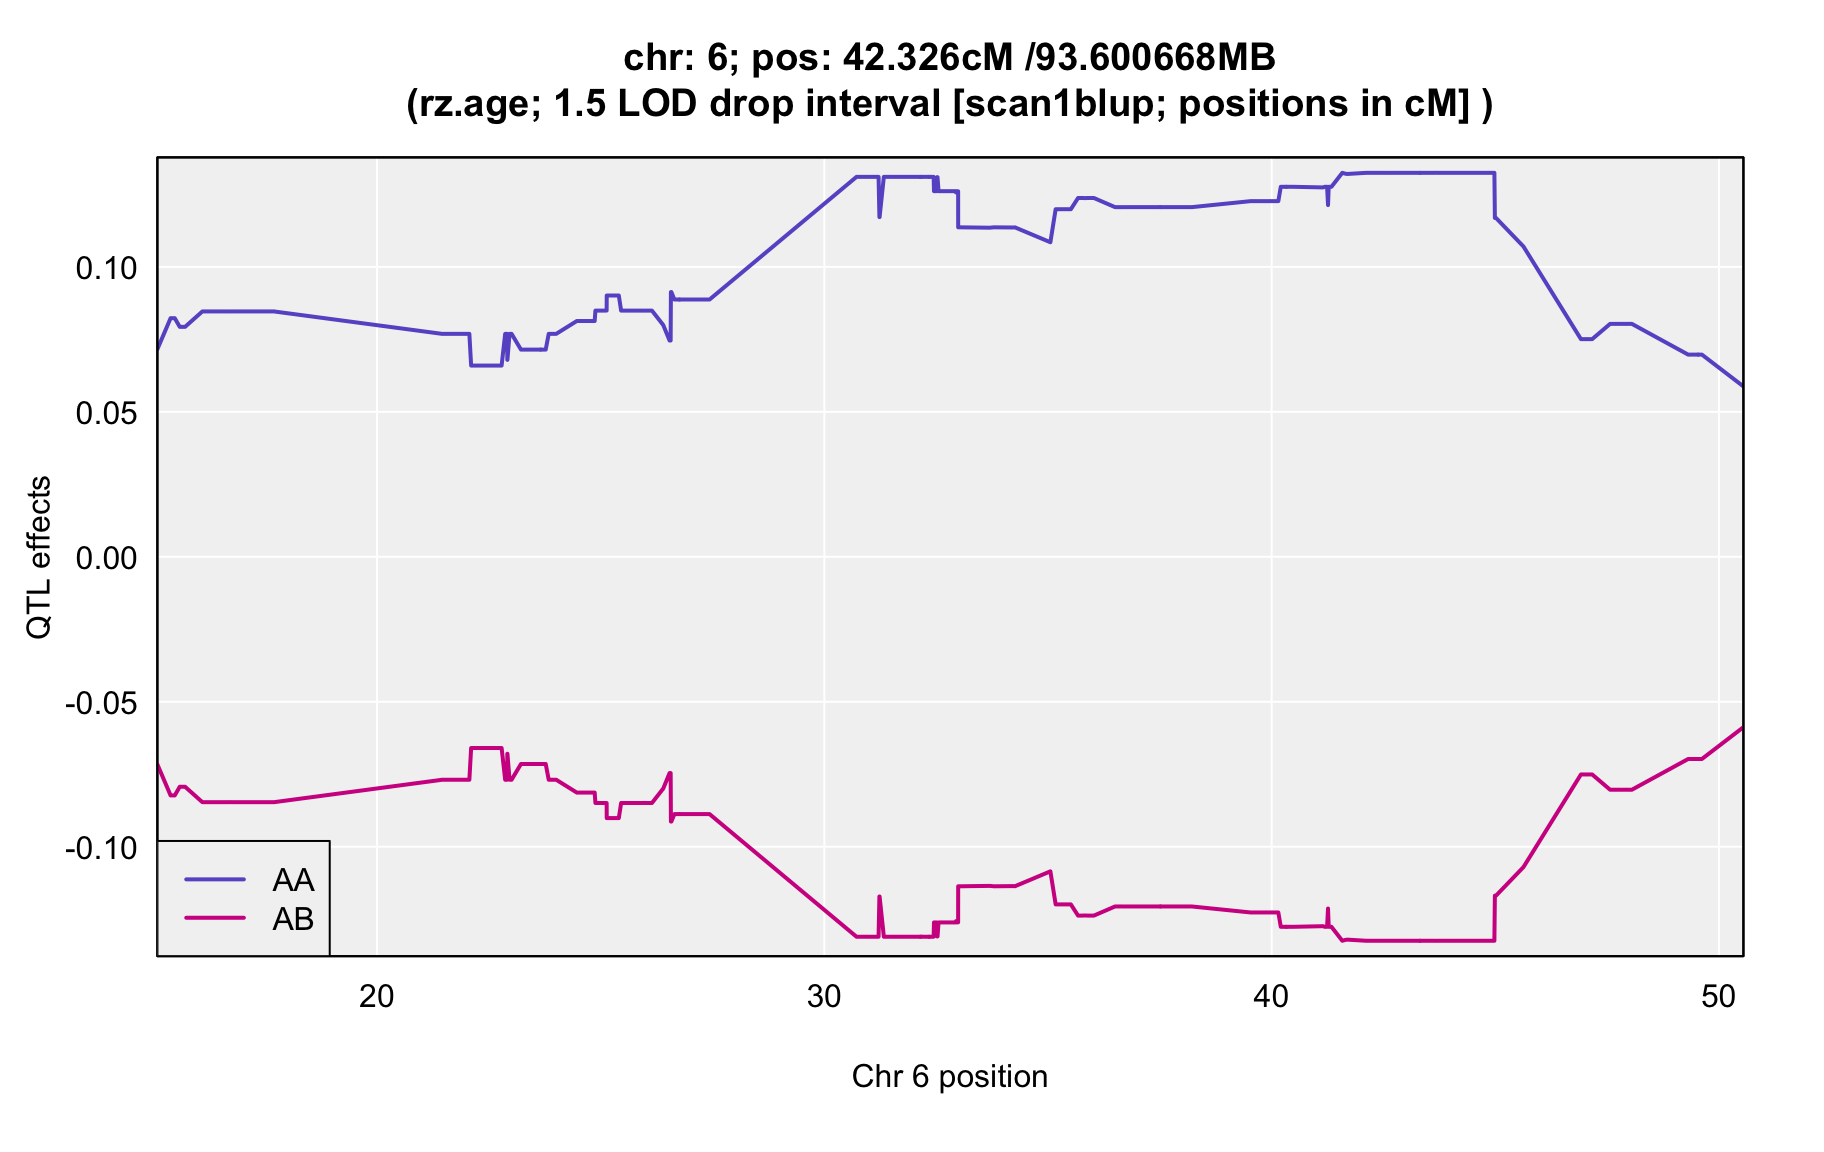 chr: 6; pos: 42.326cM /93.600668MB
(rz.age; 1.5 LOD drop interval [scan1blup; positions in cM] )
QTL effects
0.10
0.05
0.00
-0.05
-0.10
AA
AB
20 30 40 50
Chr 6 position